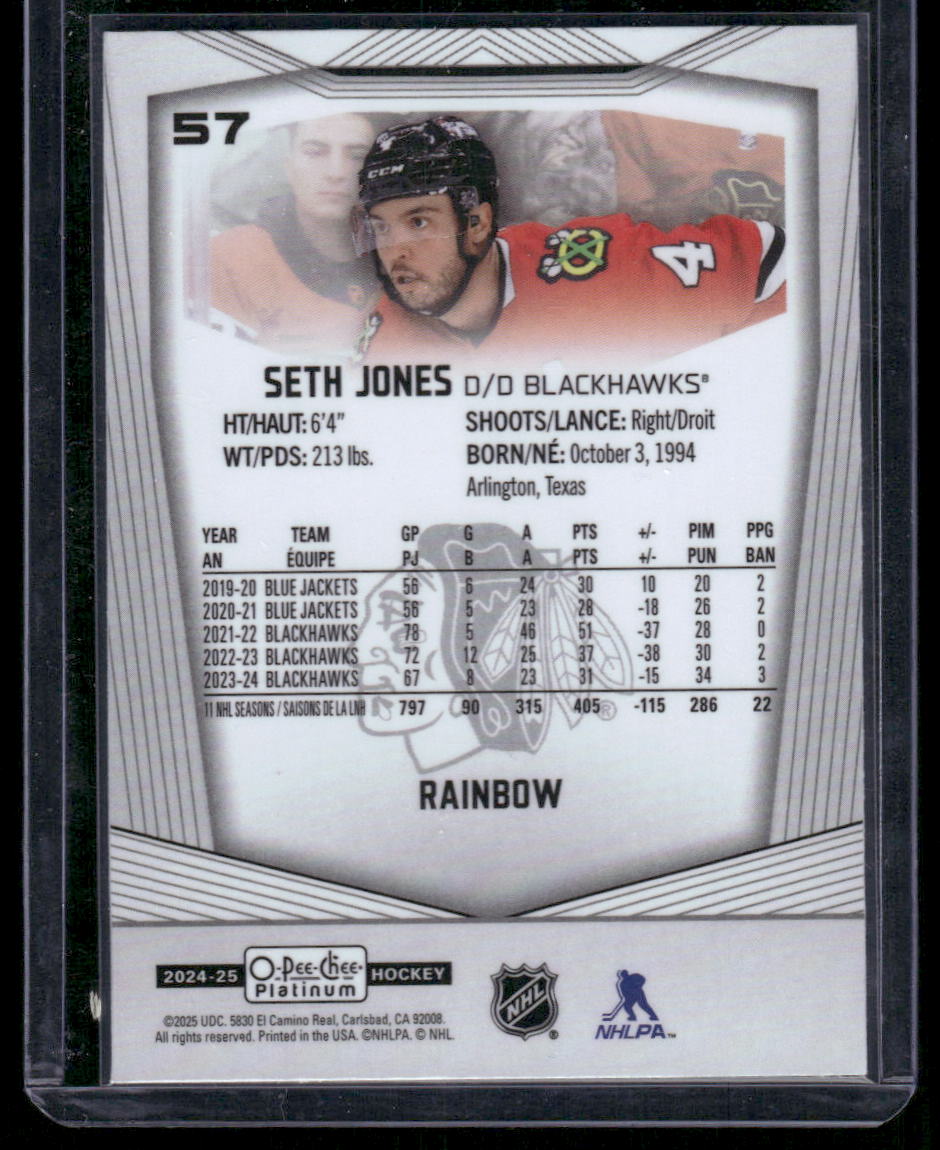 57
CCM
4
SETH JONES D/D BLACKHAWKS®
HT/HAUT: 6'4" SHOOTS/LANCE: Right/Droit
WT/PDS: 213 lbs. BORN/NÉ: October 3, 1994
Arlington, Texas
YEAR TEAM GP G A PTS +/- PIM PPG
AN ÉQUIPE PJ B A PTS +/- PUN BAN
2019-20 BLUE JACKETS 56 6 24 30 10 20 2
2020-21 BLUE JACKETS 56 5 23 28 -18 26 2
2021-22 BLACKHAWKS 78 5 46 51 -37 28 0
2022-23 BLACKHAWKS 72 12 25 37 -38 30 2
2023-24 BLACKHAWKS 67 8 23 31 -15 34 3
11 NHL SEASONS / SAISONS DE LA LNH 797 90 315 405 -115 286 22
®
RAINBOW
2024-25 O-Pee-Chee® Platinum HOCKEY
©2025 UDC. 5830 El Camino Real, Carlsbad, CA 92008.
All rights reserved. Printed in the USA. ©NHLPA. © NHL.
NHL ®
NHLPA™